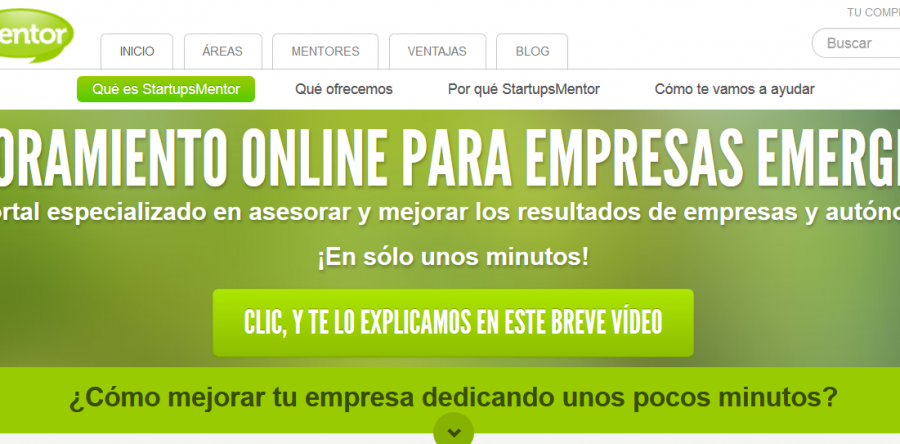 TU COMP
entor
INICIO ÁREAS MENTORES VENTAJAS BLOG
Buscar
Qué es StartupsMentor Qué ofrecemos Por qué StartupsMentor Cómo te vamos a ayudar
ORAMIENTO ONLINE PARA EMPRESAS EMERG
ortal especializado en asesorar y mejorar los resultados de empresas y autón
¡En sólo unos minutos!
CLIC, Y TE LO EXPLICAMOS EN ESTE BREVE VÍDEO
¿Cómo mejorar tu empresa dedicando unos pocos minutos?